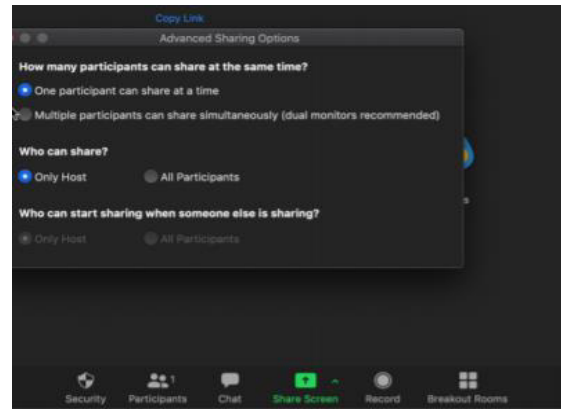 Copy Link
Advanced Sharing Options
How many participants can share at the same time?
One participant can share at a time
Multiple participants can share simultaneously (dual monitors recommended)
Who can share?
Only Host All Participants
Who can start sharing when someone else is sharing?
Only Host All Participants
1
Security Participants Chat Share Screen Record Breakout Rooms